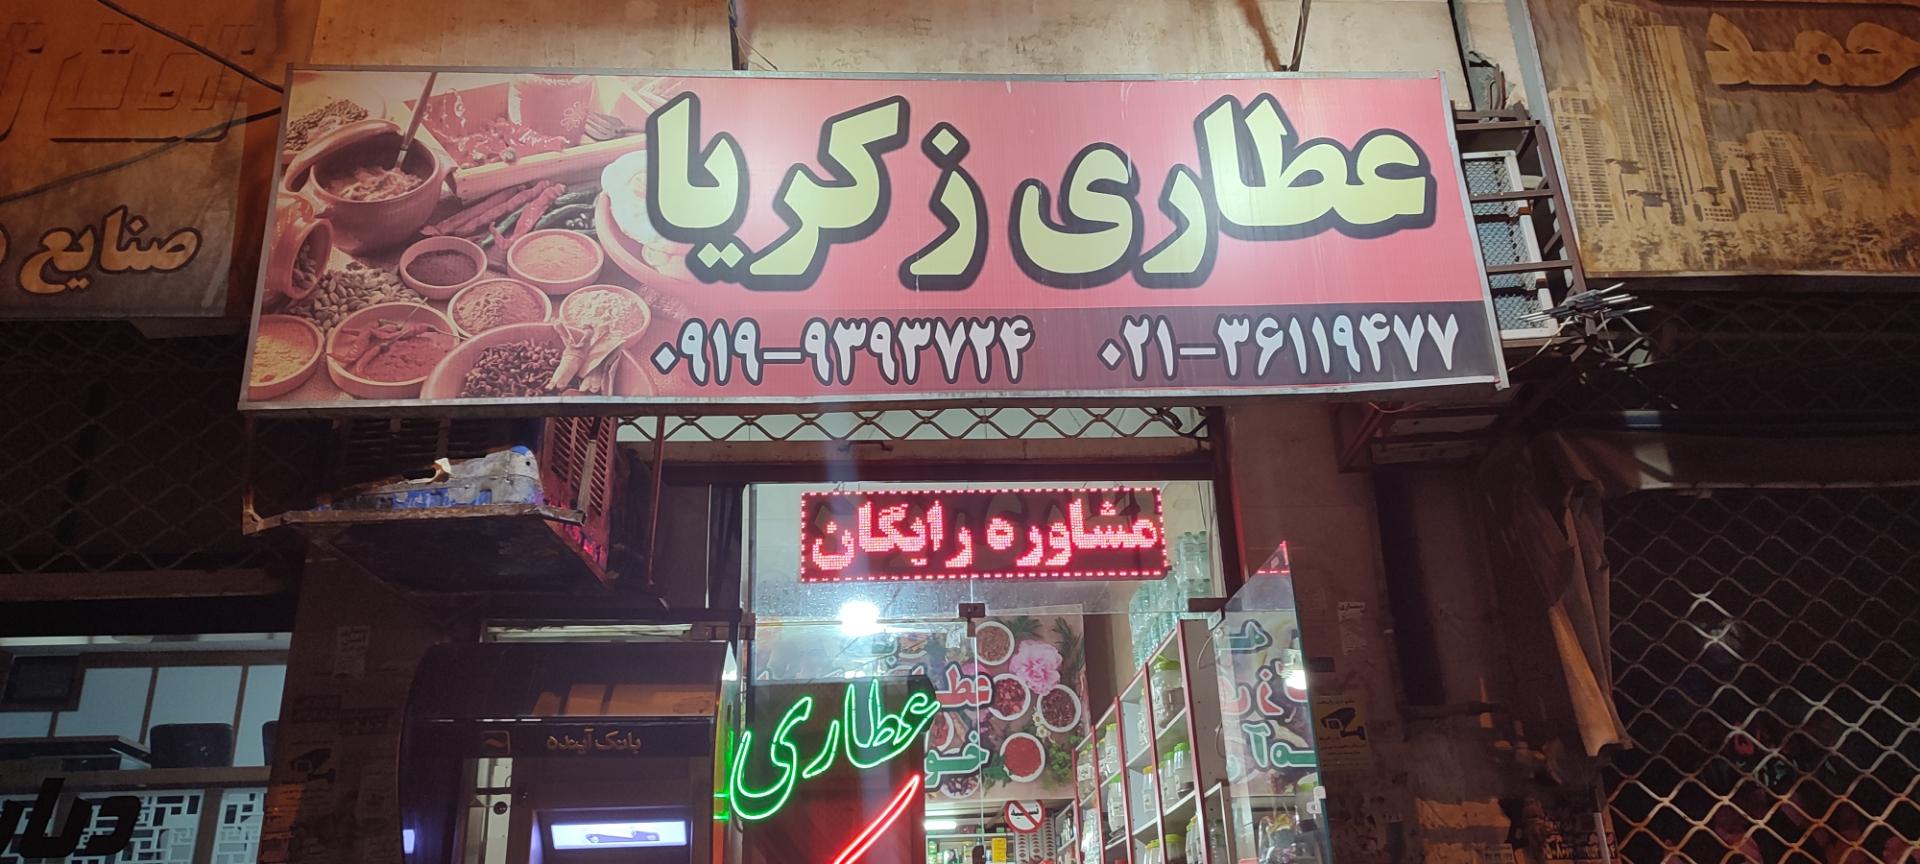 عطاری زکریا
۰۲۱-۳۶۱۱۹۴۷۷
۰۹۱۹-۹۳۹۳۷۲۴
مشاوره رایگان
عطاری
بانک آینده
صنایع